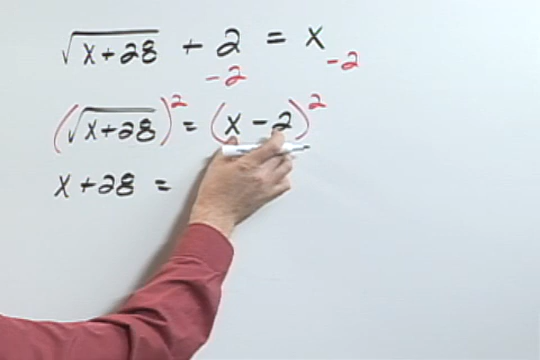 √x+28 + 2 = x
-2 -2
(√x+28)² = (x-2)²
x+28 =